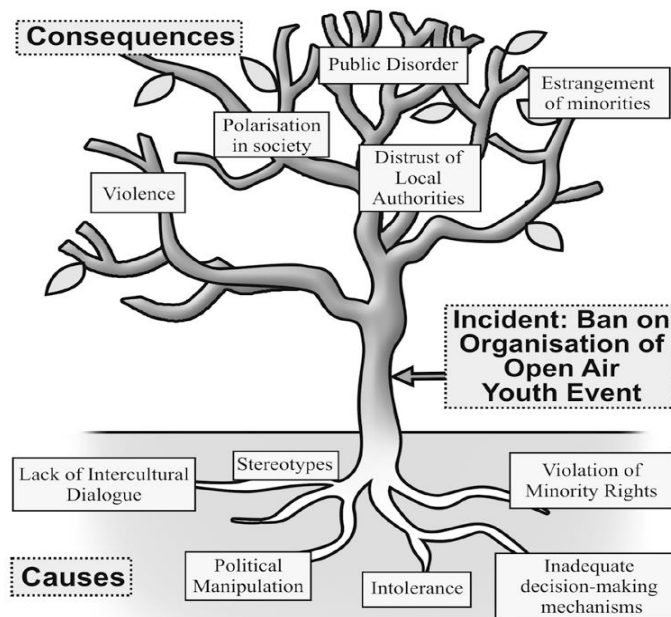 Consequences
Public Disorder
Estrangement
of minorities
Polarisation
in society
Distrust of
Local
Authorities
Violence
Incident: Ban on
Organisation of
Open Air
Youth Event
Stereotypes
Lack of Intercultural
Dialogue
Violation of
Minority Rights
Political
Manipulation
Intolerance
Inadequate
decision-making
mechanisms
Causes